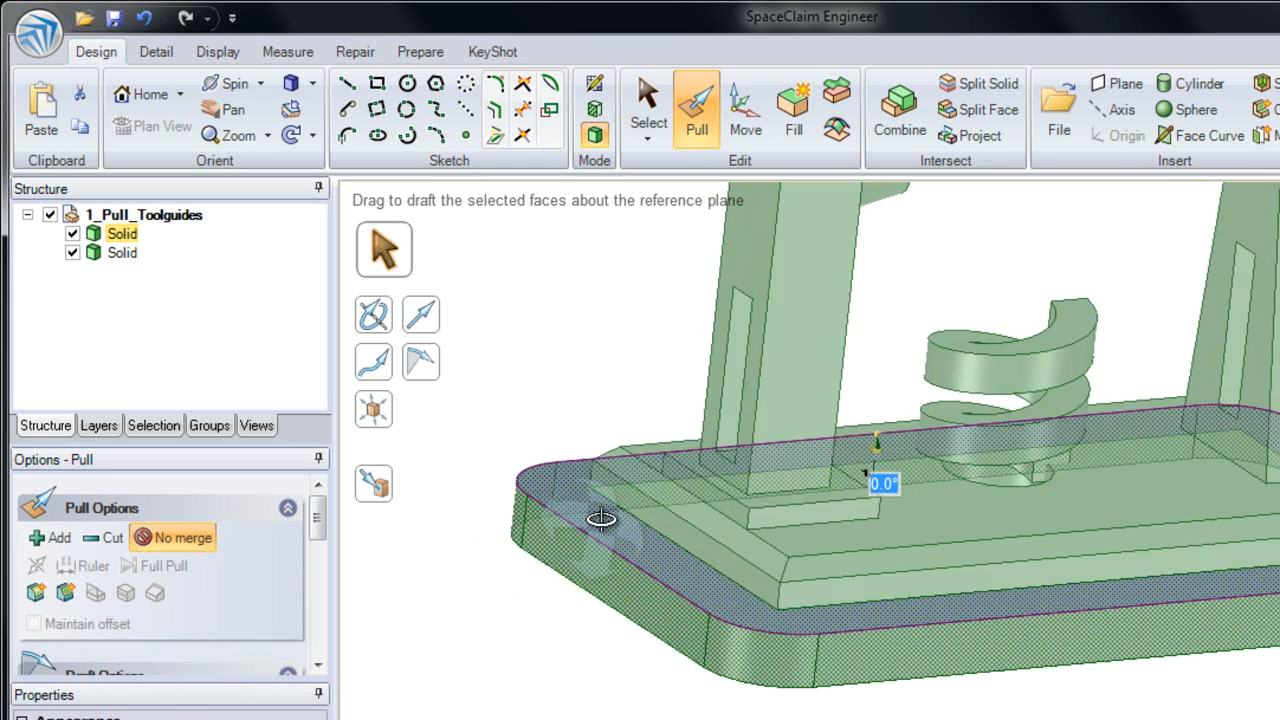 SpaceClaim Engineer
Design Detail Display Measure Repair Prepare KeyShot
Paste
Clipboard
Home Spin
Plan View Pan
Zoom
Orient
Sketch
Mode
Select Pull Move Fill
Edit
Combine
Split Solid
Split Face
Project
Intersect
File
Plane Cylinder S
Axis Sphere
Origin Face Curve
Insert
Structure
1_Pull_Toolguides
Solid
Solid
Structure Layers Selection Groups Views
Options - Pull
Pull Options
Add Cut No merge
Ruler Full Pull
Maintain offset
Draft Options
Properties
Appearance
Drag to draft the selected faces about the reference plane
0.0°